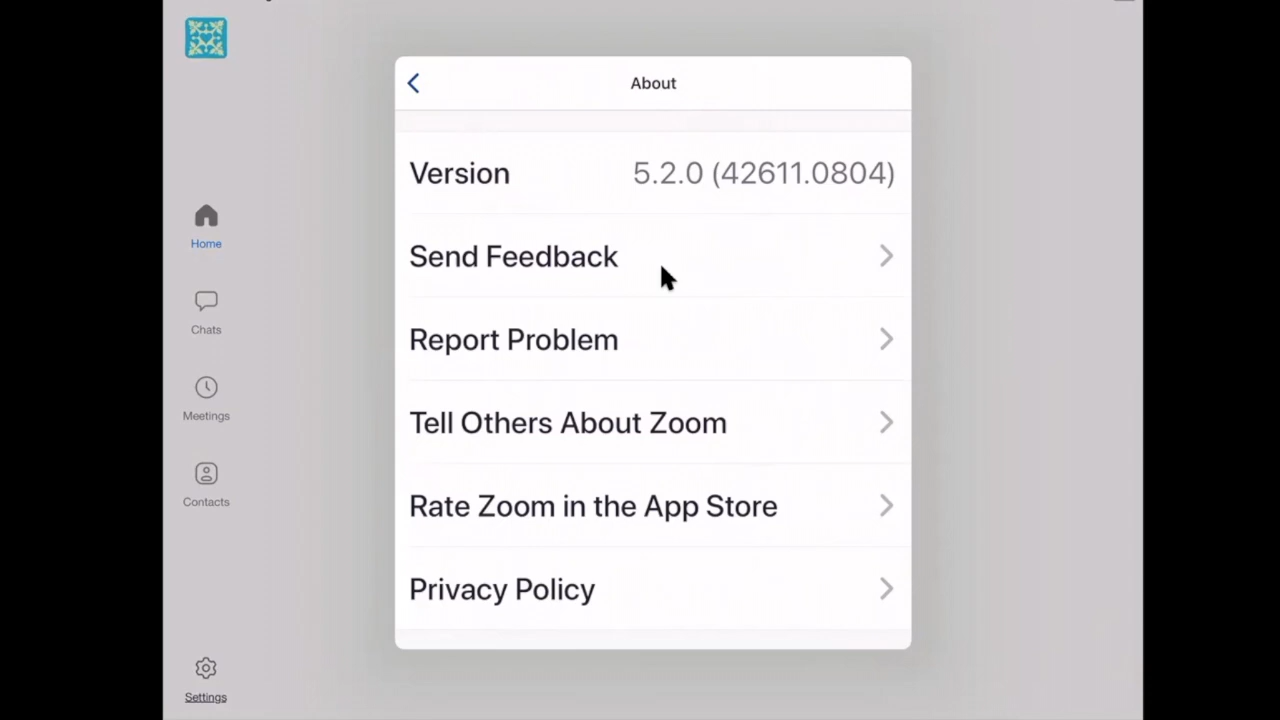 About
Version 5.2.0 (42611.0804)
Send Feedback
Report Problem
Tell Others About Zoom
Rate Zoom in the App Store
Privacy Policy
Home
Chats
Meetings
Contacts
Settings